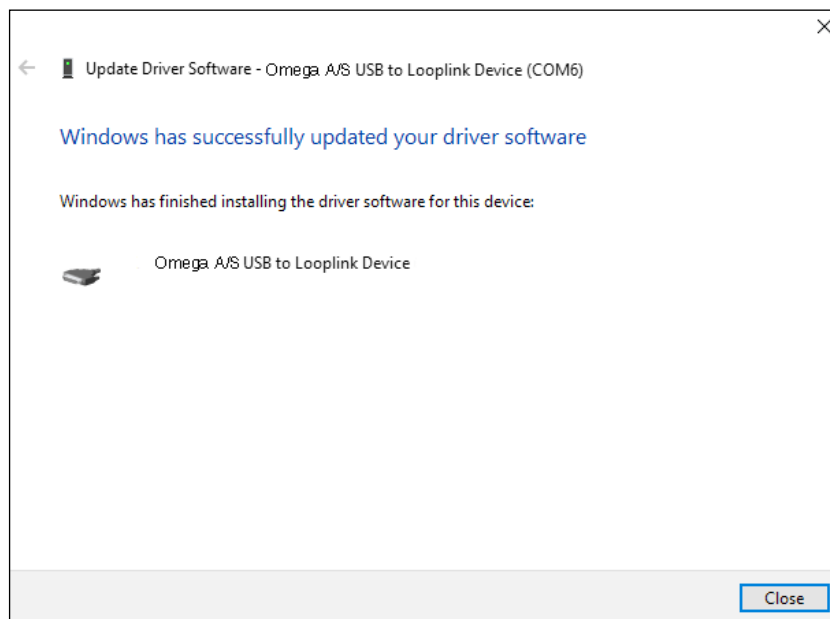 Update Driver Software - Omega A/S USB to Looplink Device (COM6)
Windows has successfully updated your driver software
Windows has finished installing the driver software for this device:
Omega A/S USB to Looplink Device
Close